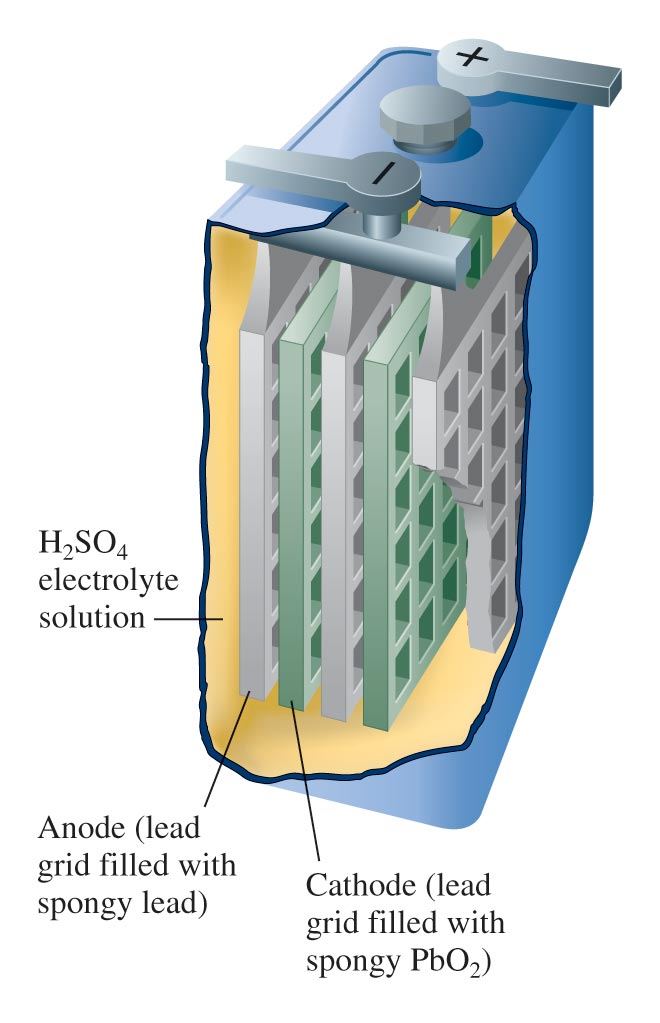 +
−
H₂SO₄
electrolyte
solution
Anode (lead
grid filled with
spongy lead)
Cathode (lead
grid filled with
spongy PbO₂)